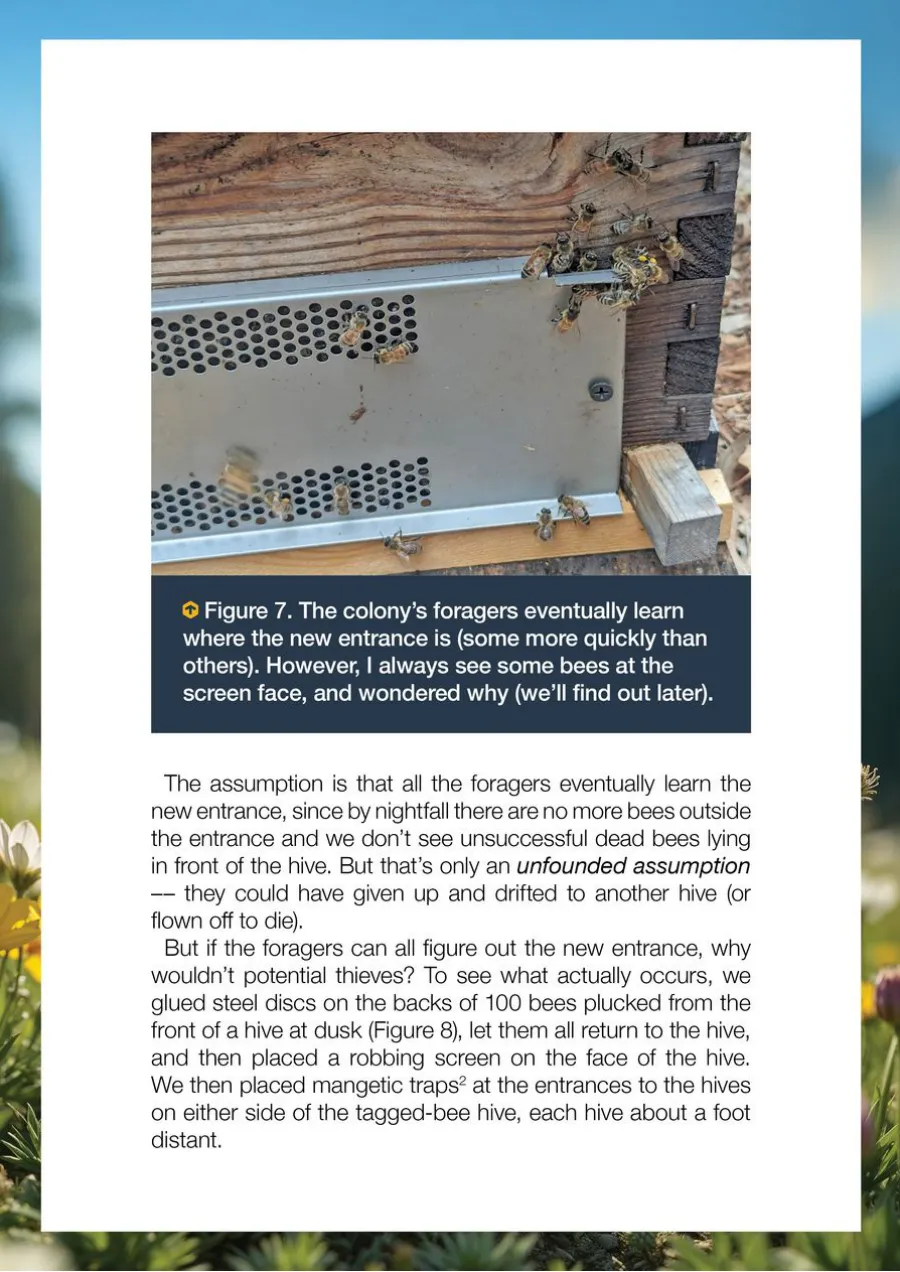 Figure 7. The colony’s foragers eventually learn
where the new entrance is (some more quickly than
others). However, I always see some bees at the
screen face, and wondered why (we’ll find out later).
The assumption is that all the foragers eventually learn the
new entrance, since by nightfall there are no more bees outside
the entrance and we don’t see unsuccessful dead bees lying
in front of the hive. But that’s only an unfounded assumption
–– they could have given up and drifted to another hive (or
flown off to die).
But if the foragers can all figure out the new entrance, why
wouldn’t potential thieves? To see what actually occurs, we
glued steel discs on the backs of 100 bees plucked from the
front of a hive at dusk (Figure 8), let them all return to the hive,
and then placed a robbing screen on the face of the hive.
We then placed mangetic traps² at the entrances to the hives
on either side of the tagged-bee hive, each hive about a foot
distant.